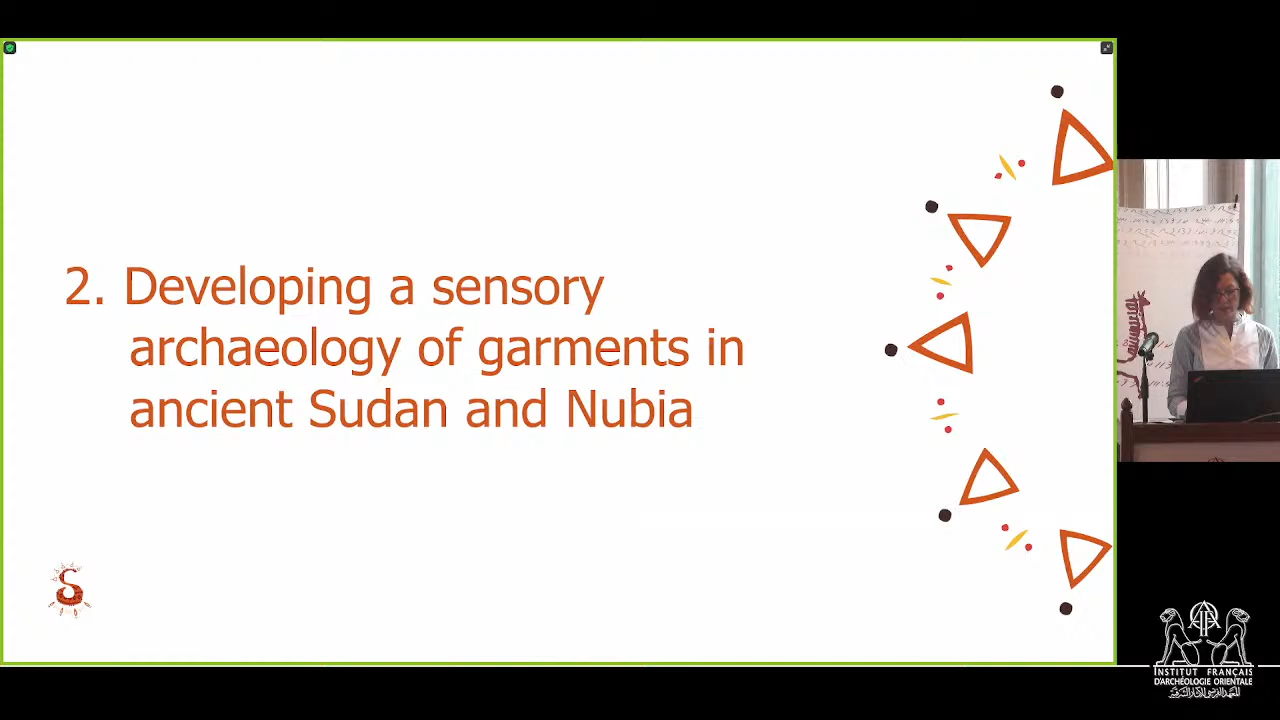 2. Developing a sensory
archaeology of garments in
ancient Sudan and Nubia
INSTITUT FRANÇAIS
D'ARCHÉOLOGIE ORIENTALE